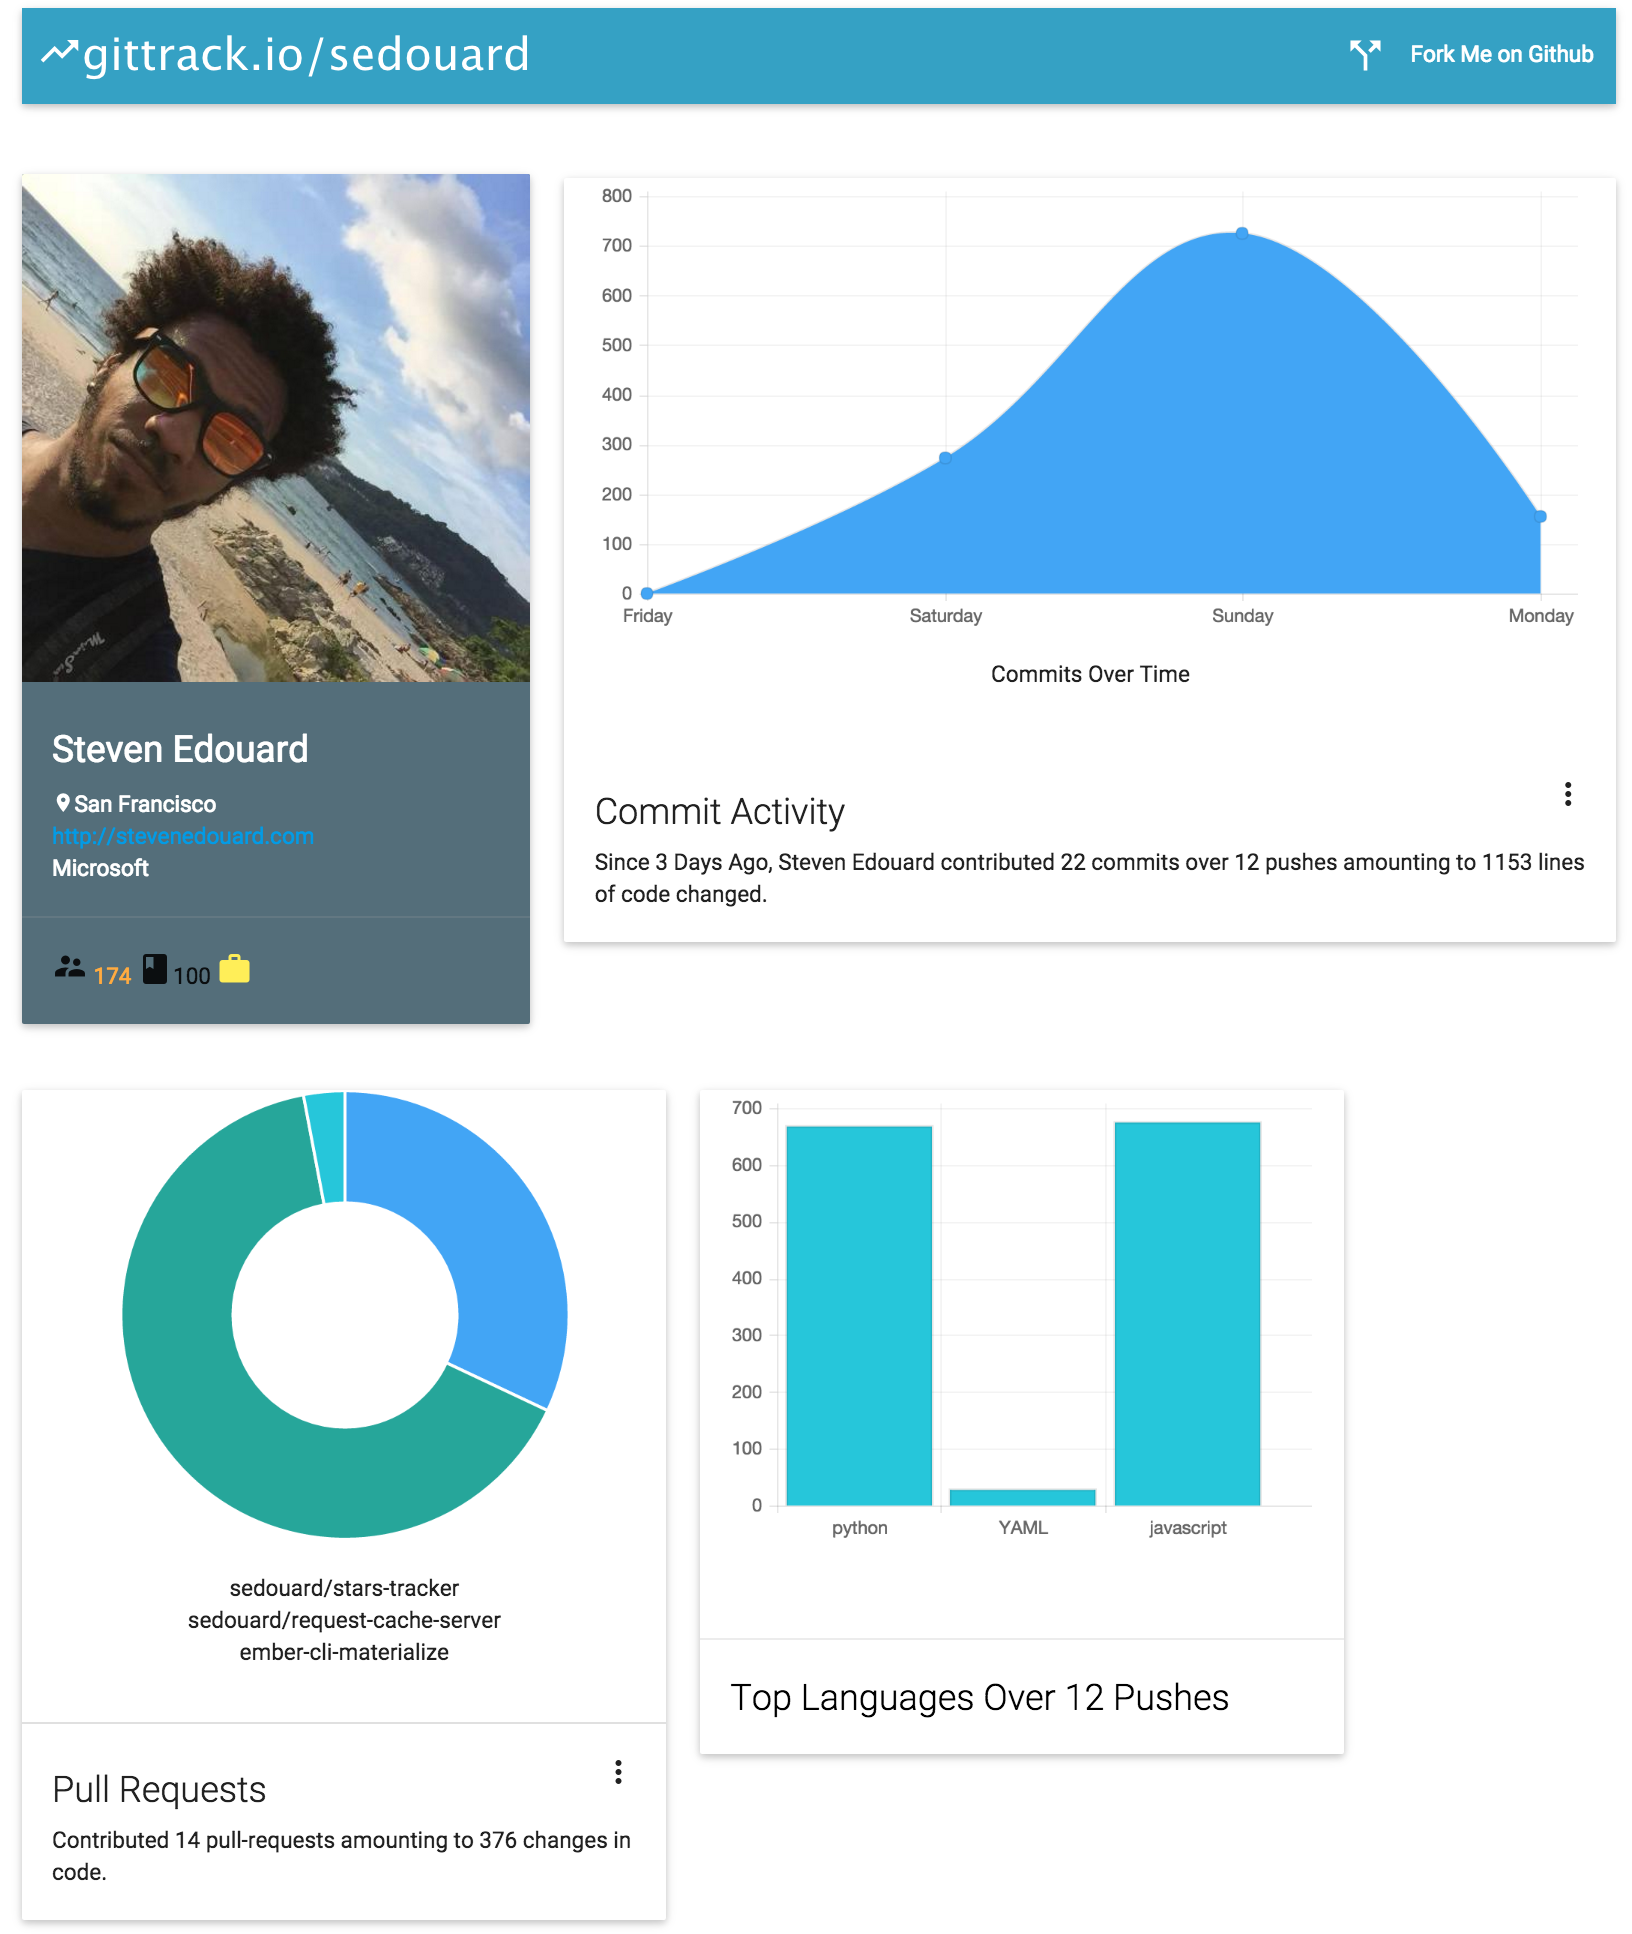 gittrack.io/sedouard
Fork Me on Github
800
700
600
500
400
300
200
100
0
Friday
Saturday
Sunday
Monday
Commits Over Time
Steven Edouard
San Francisco
http://stevenedouard.com
Microsoft
174
100
Commit Activity
Since 3 Days Ago, Steven Edouard contributed 22 commits over 12 pushes amounting to 1153 lines
of code changed.
sedouard/stars-tracker
sedouard/request-cache-server
ember-cli-materialize
Pull Requests
Contributed 14 pull-requests amounting to 376 changes in
code.
700
600
500
400
300
200
100
0
python
YAML
javascript
Top Languages Over 12 Pushes